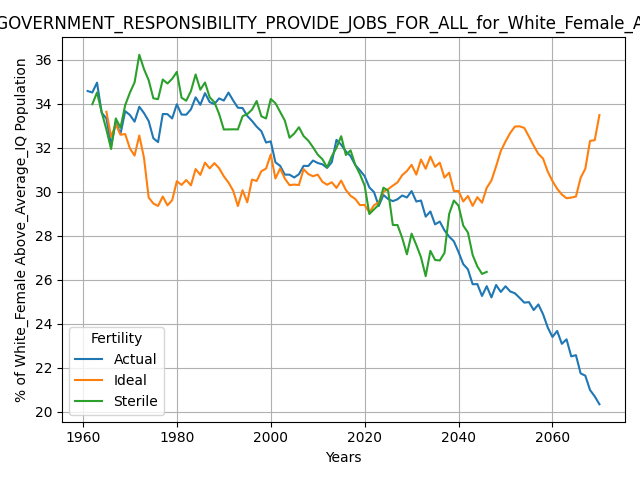 GOVERNMENT_RESPONSIBILITY_PROVIDE_JOBS_FOR_ALL_for_White_Female_A
% of White_Female Above_Average_IQ Population
36
34
32
30
28
26
24
22
20
Fertility
Actual
Ideal
Sterile
1960 1980 2000 2020 2040 2060
Years